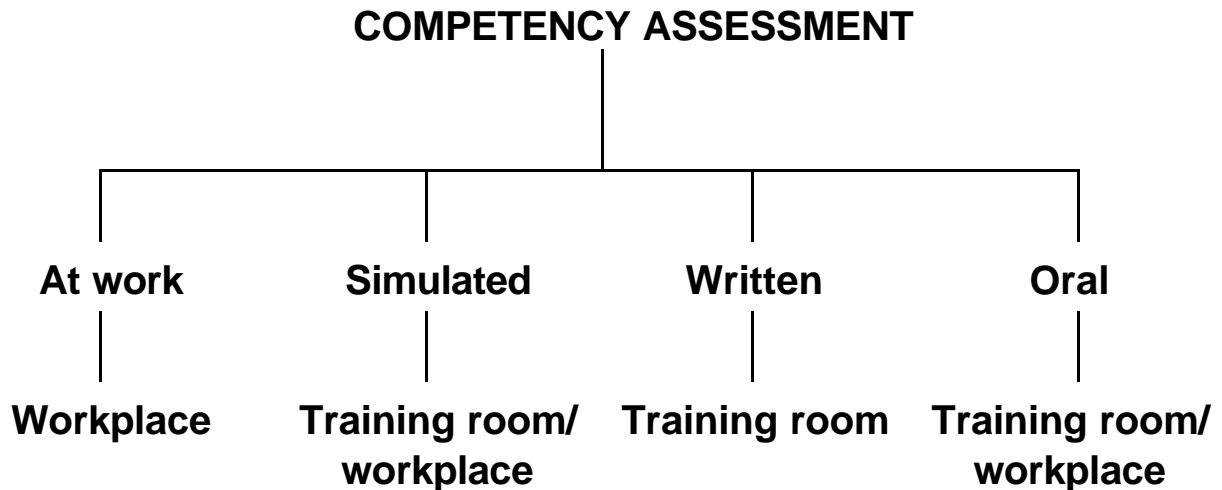 COMPETENCY ASSESSMENT
At work
Simulated
Written
Oral
Workplace
Training room/
workplace
Training room
Training room/
workplace